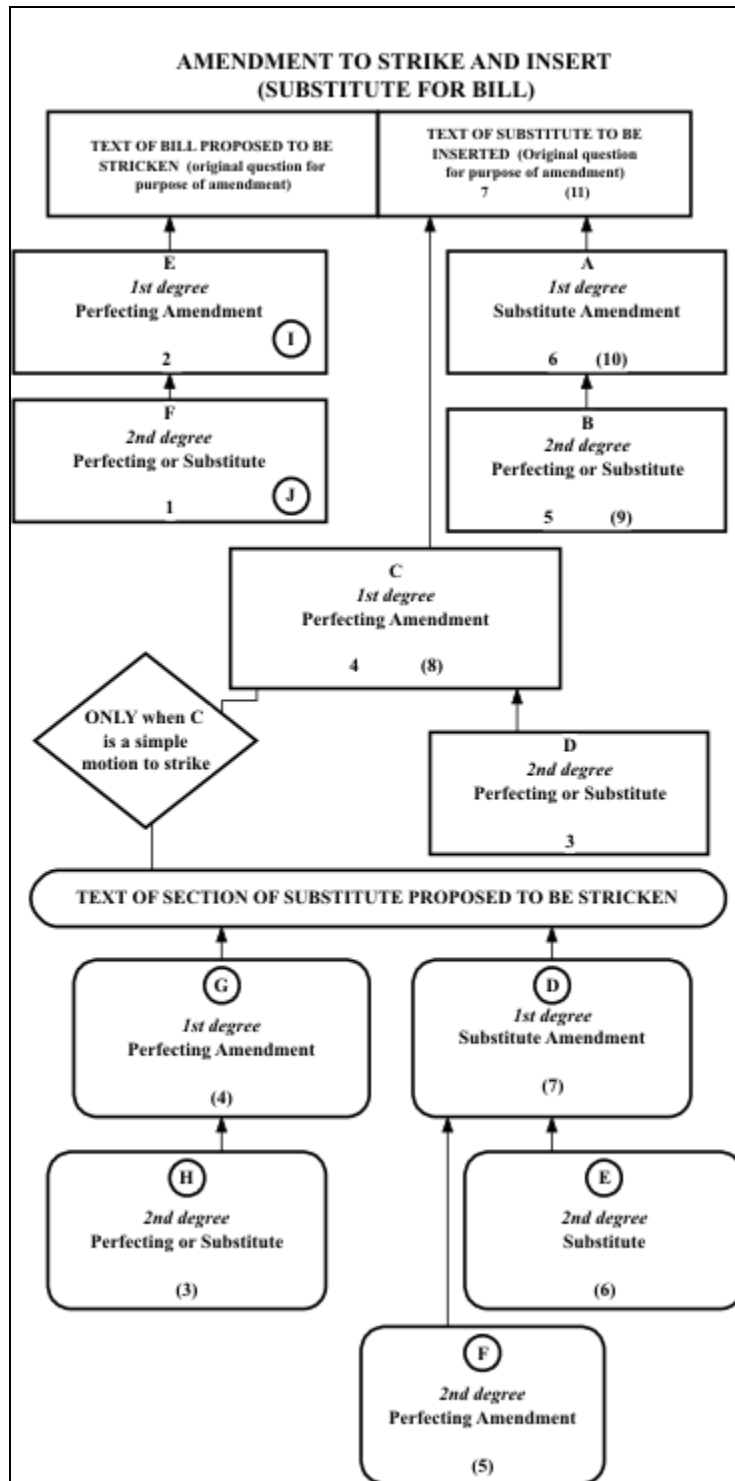 AMENDMENT TO STRIKE AND INSERT
(SUBSTITUTE FOR BILL)
TEXT OF BILL PROPOSED TO BE
STRICKEN (original question for
purpose of amendment)
TEXT OF SUBSTITUTE TO BE
INSERTED (Original question
for purpose of amendment)
7 (11)
E
1st degree
Perfecting Amendment
I
2
A
1st degree
Substitute Amendment
6 (10)
F
2nd degree
Perfecting or Substitute
J
1
B
2nd degree
Perfecting or Substitute
5 (9)
C
1st degree
Perfecting Amendment
4 (8)
ONLY when C
is a simple
motion to strike
D
2nd degree
Perfecting or Substitute
3
TEXT OF SECTION OF SUBSTITUTE PROPOSED TO BE STRICKEN
G
1st degree
Perfecting Amendment
(4)
D
1st degree
Substitute Amendment
(7)
H
2nd degree
Perfecting or Substitute
(3)
E
2nd degree
Substitute
(6)
F
2nd degree
Perfecting Amendment
(5)